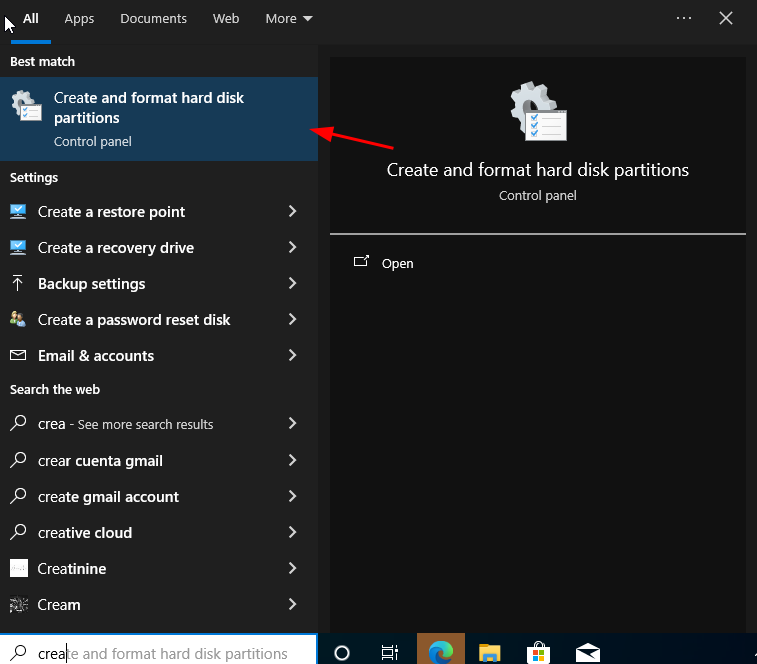 All Apps Documents Web More
Best match
Create and format hard disk
partitions
Control panel
Settings
Create a restore point
Create a recovery drive
Backup settings
Create a password reset disk
Email & accounts
Search the web
crea - See more search results
crear cuenta gmail
create gmail account
creative cloud
Creatinine
Cream
create and format hard disk partitions
Create and format hard disk partitions
Control panel
Open